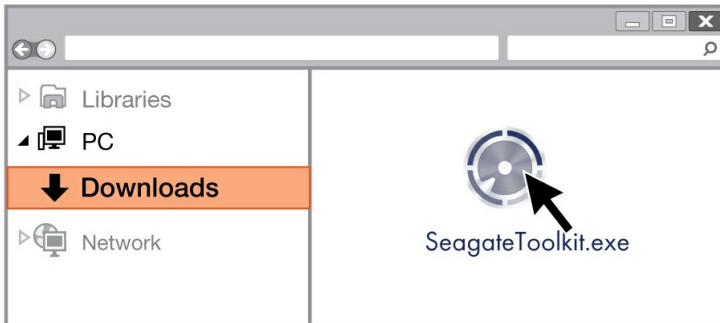 Libraries
PC
Downloads
Network
SeagateToolkit.exe